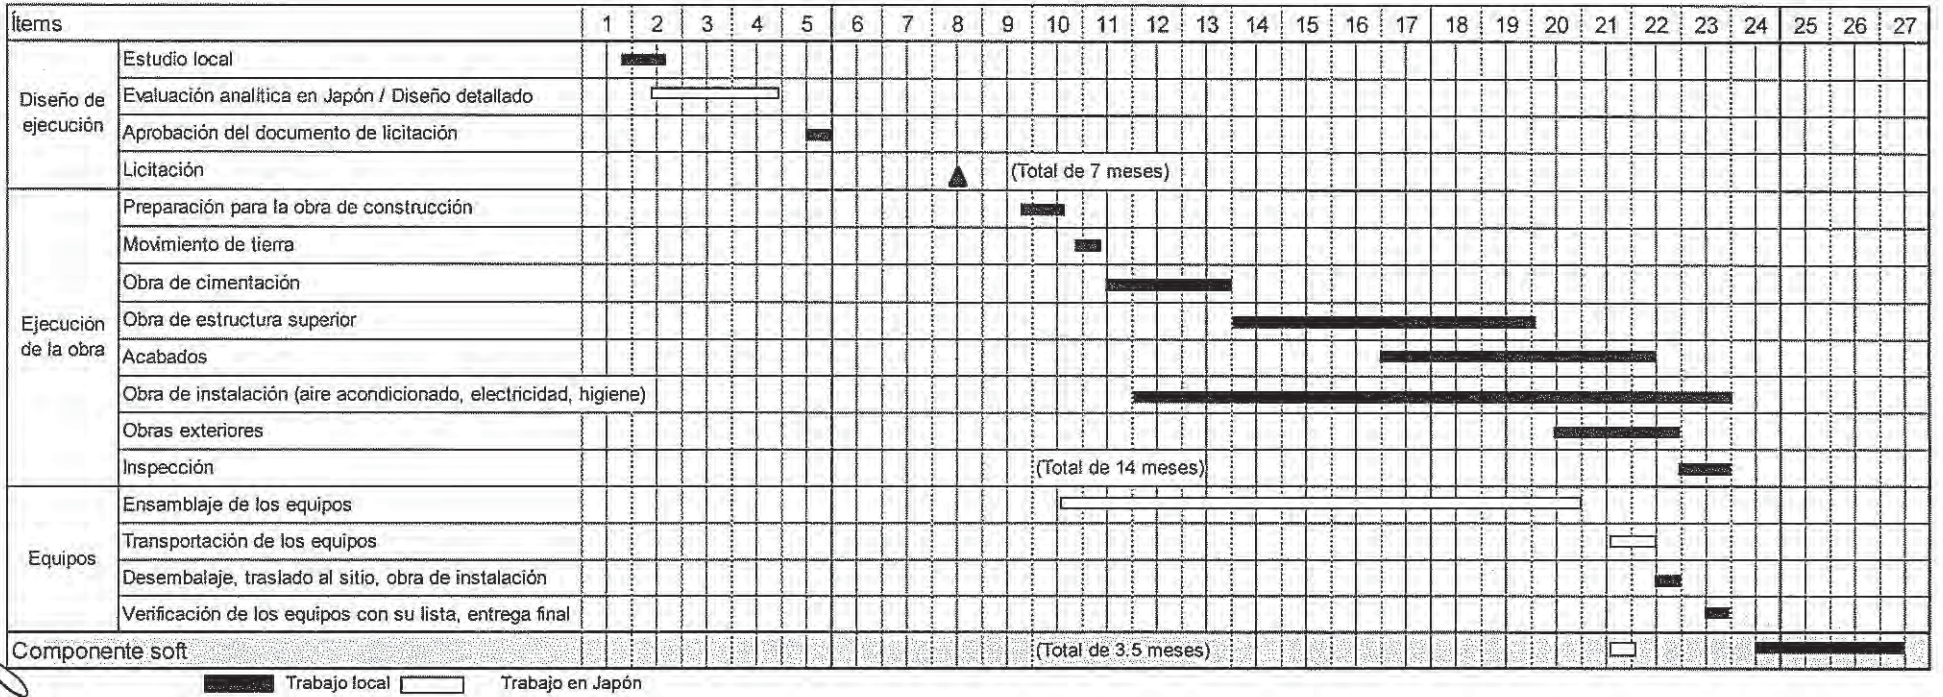 Ítems 1 2 3 4 5 6 7 8 9 10 11 12 13 14 15 16 17 18 19 20 21 22 23 24 25 26 27
Diseño de
ejecución
Estudio local
Evaluación analítica en Japón / Diseño detallado
Aprobación del documento de licitación
Licitación (Total de 7 meses)
Ejecución
de la obra
Preparación para la obra de construcción
Movimiento de tierra
Obra de cimentación
Obra de estructura superior
Acabados
Obra de instalación (aire acondicionado, electricidad, higiene)
Obras exteriores
Inspección (Total de 14 meses)
Equipos
Ensamblaje de los equipos
Transportación de los equipos
Desembalaje, traslado al sitio, obra de instalación
Verificación de los equipos con su lista, entrega final
Componente soft (Total de 3.5 meses)
Trabajo local Trabajo en Japón